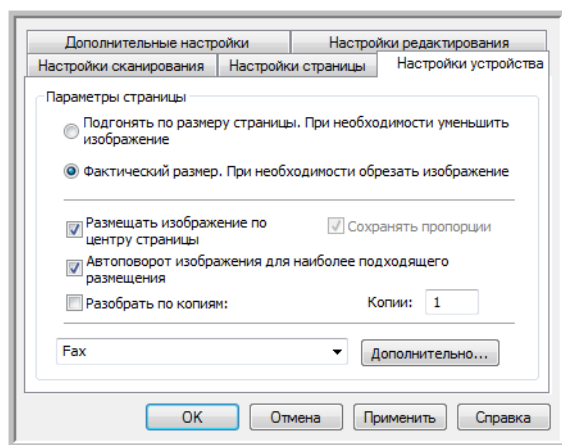 Дополнительные настройки
Настройки редактирования
Настройки сканирования
Настройки страницы
Настройки устройства
Параметры страницы
Подгонять по размеру страницы. При необходимости уменьшить
изображение
Фактический размер. При необходимости обрезать изображение
Размещать изображение по
центру страницы
Сохранять пропорции
Автоповорот изображения для наиболее подходящего
размещения
Разобрать по копиям:
Копии: 1
Fax
Дополнительно...
OK
Отмена
Применить
Справка